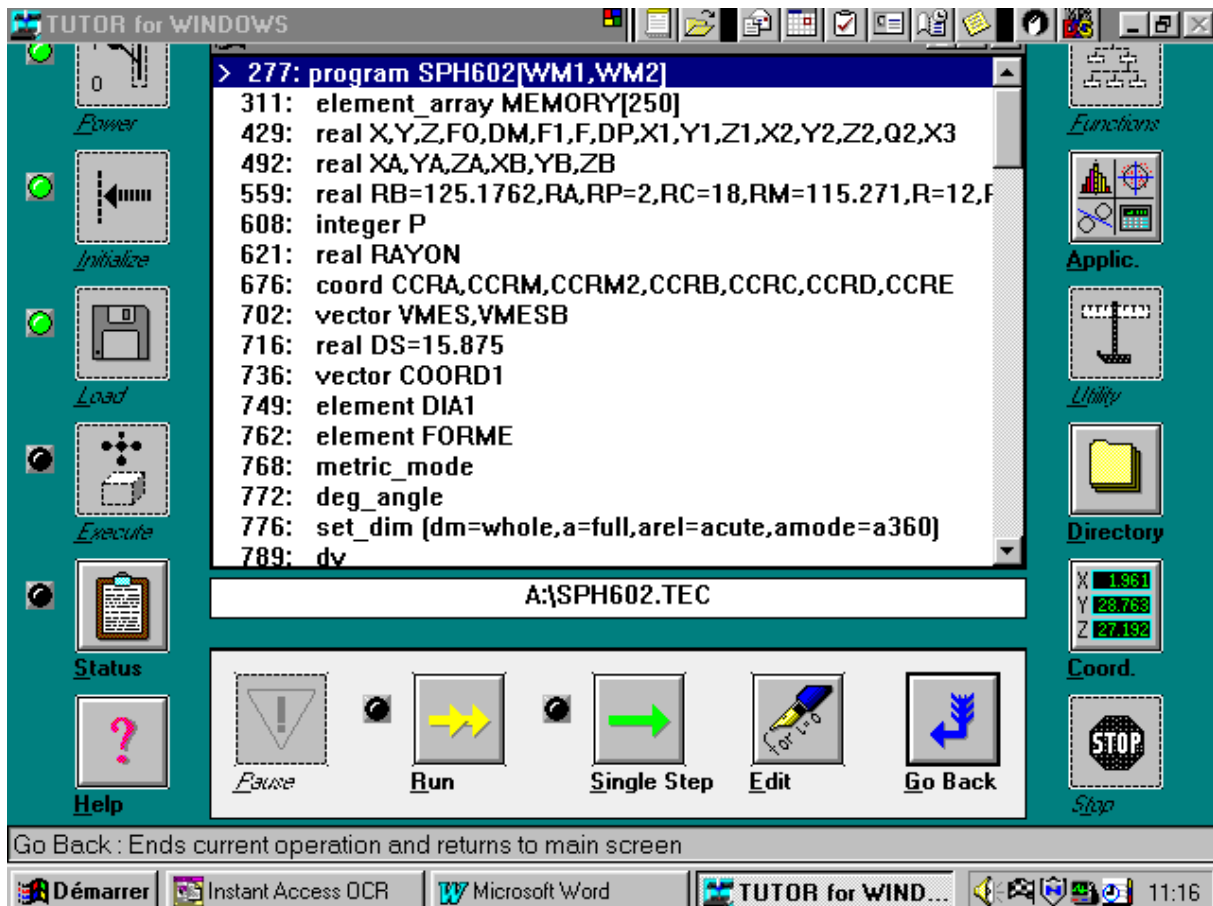 TUTOR for WINDOWS
0
Power
Initialize
Load
Execute
Status
Help
> 277: program SPH602[WM1,WM2]
311: element_array MEMORY[250]
429: real X,Y,Z,FO,DM,F1,F,DP,X1,Y1,Z1,X2,Y2,Z2,Q2,X3
492: real XA,YA,ZA,XB,YB,ZB
559: real RB=125.1762,RA,RP=2,RC=18,RM=115.271,R=12,F
608: integer P
621: real RAYON
676: coord CCRA,CCRM,CCRM2,CCRB,CCRC,CCRD,CCRE
702: vector VMES,VMESB
716: real DS=15.875
736: vector COORD1
749: element DIA1
762: element FORME
768: metric_mode
772: deg_angle
776: set_dim (dm=whole,a=full,arel=acute,amode=a360)
789: dv
A:\SPH602.TEC
Pause
Run
Single Step
for L=0
Edit
Go Back
Functions
Applic.
Utility
Directory
X 1.961
Y 28.763
Z 27.192
Coord.
STOP
Stop
Go Back : Ends current operation and returns to main screen
Démarrer
Instant Access OCR
Microsoft Word
TUTOR for WIND...
11:16